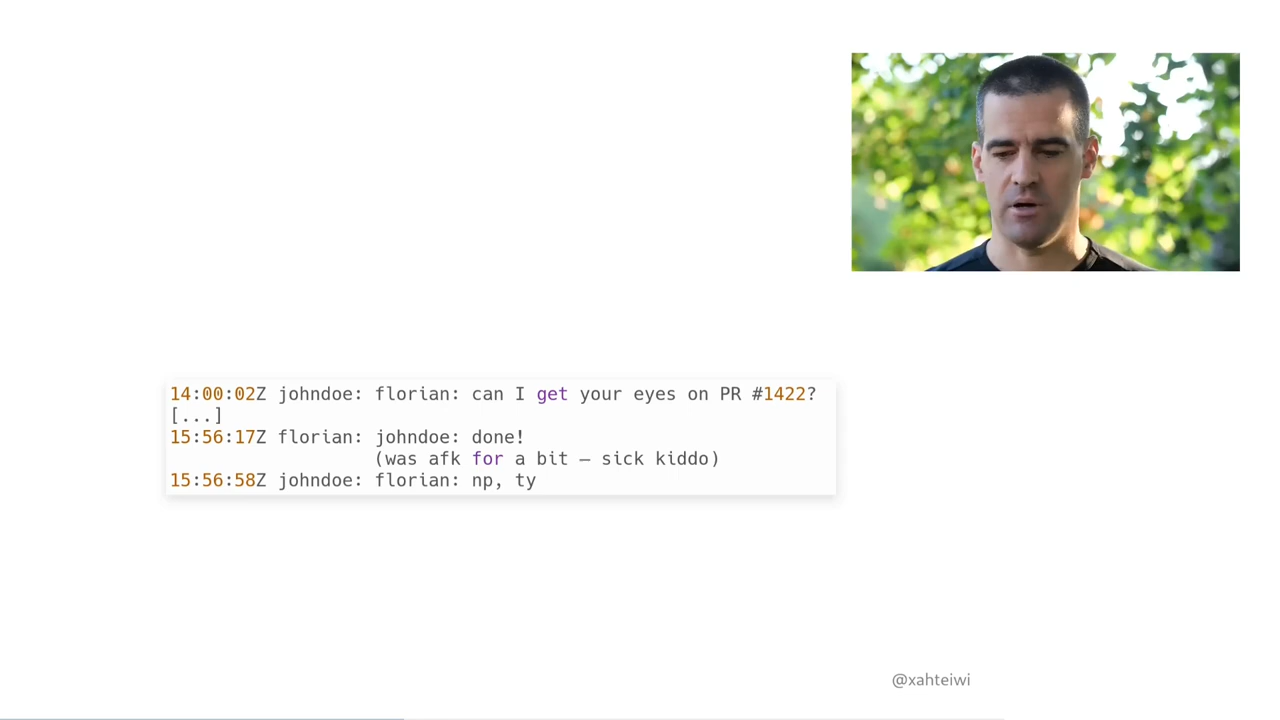 14:00:02Z johndoe: florian: can I get your eyes on PR #1422?
[...]
15:56:17Z florian: johndoe: done!
(was afk for a bit – sick kiddo)
15:56:58Z johndoe: florian: np, ty
@xahteiwi